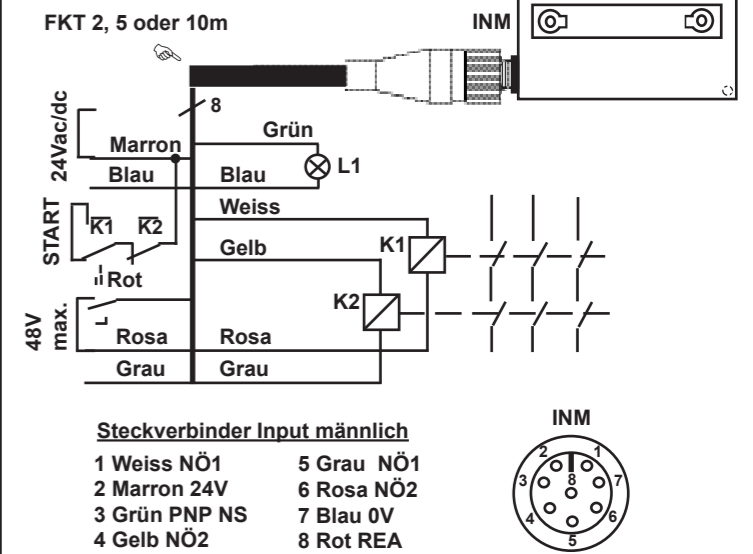 FKT 2, 5 oder 10m
INM
8
24Vac/dc
Marron
Grün
L1
Blau
Blau
START
K1
K2
Weiss
Gelb
K1
Rot
K2
48V
max.
Rosa
Rosa
Grau
Grau
Steckverbinder Input männlich
1 Weiss NÖ1
2 Marron 24V
3 Grün PNP NS
4 Gelb NÖ2
5 Grau NÖ1
6 Rosa NÖ2
7 Blau 0V
8 Rot REA
INM
2
1
3
8
7
4
6
5